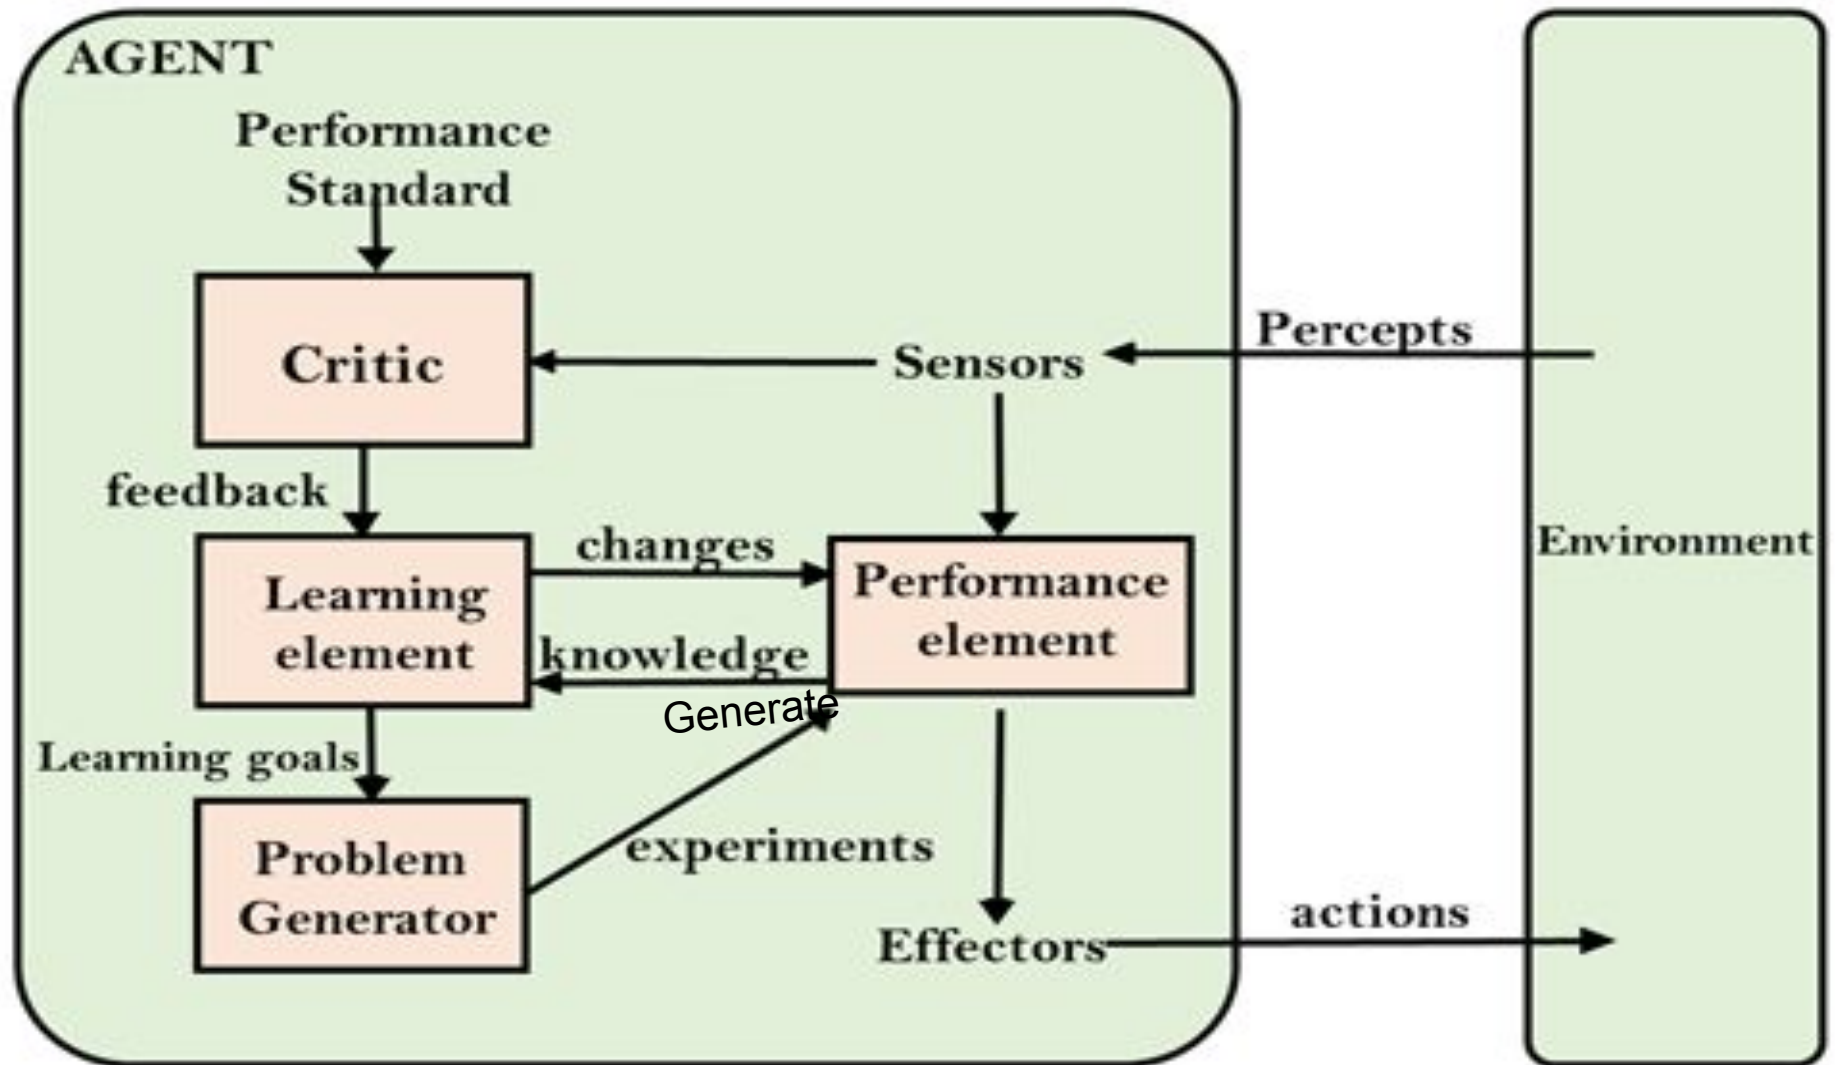 AGENT
Performance
Standard
Critic
Sensors
Percepts
feedback
changes
Learning
element
Performance
element
Environment
knowledge
Generate
Learning goals
Problem
Generator
experiments
Effectors
actions